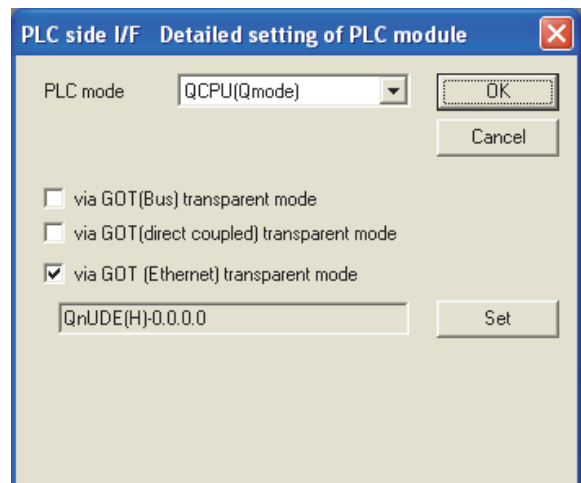 PLC side I/F Detailed setting of PLC module
PLC mode QCPU(Qmode) OK
Cancel
via GOT(Bus) transparent mode
via GOT(direct coupled) transparent mode
via GOT (Ethernet) transparent mode
QnUDE(H)-0.0.0.0 Set